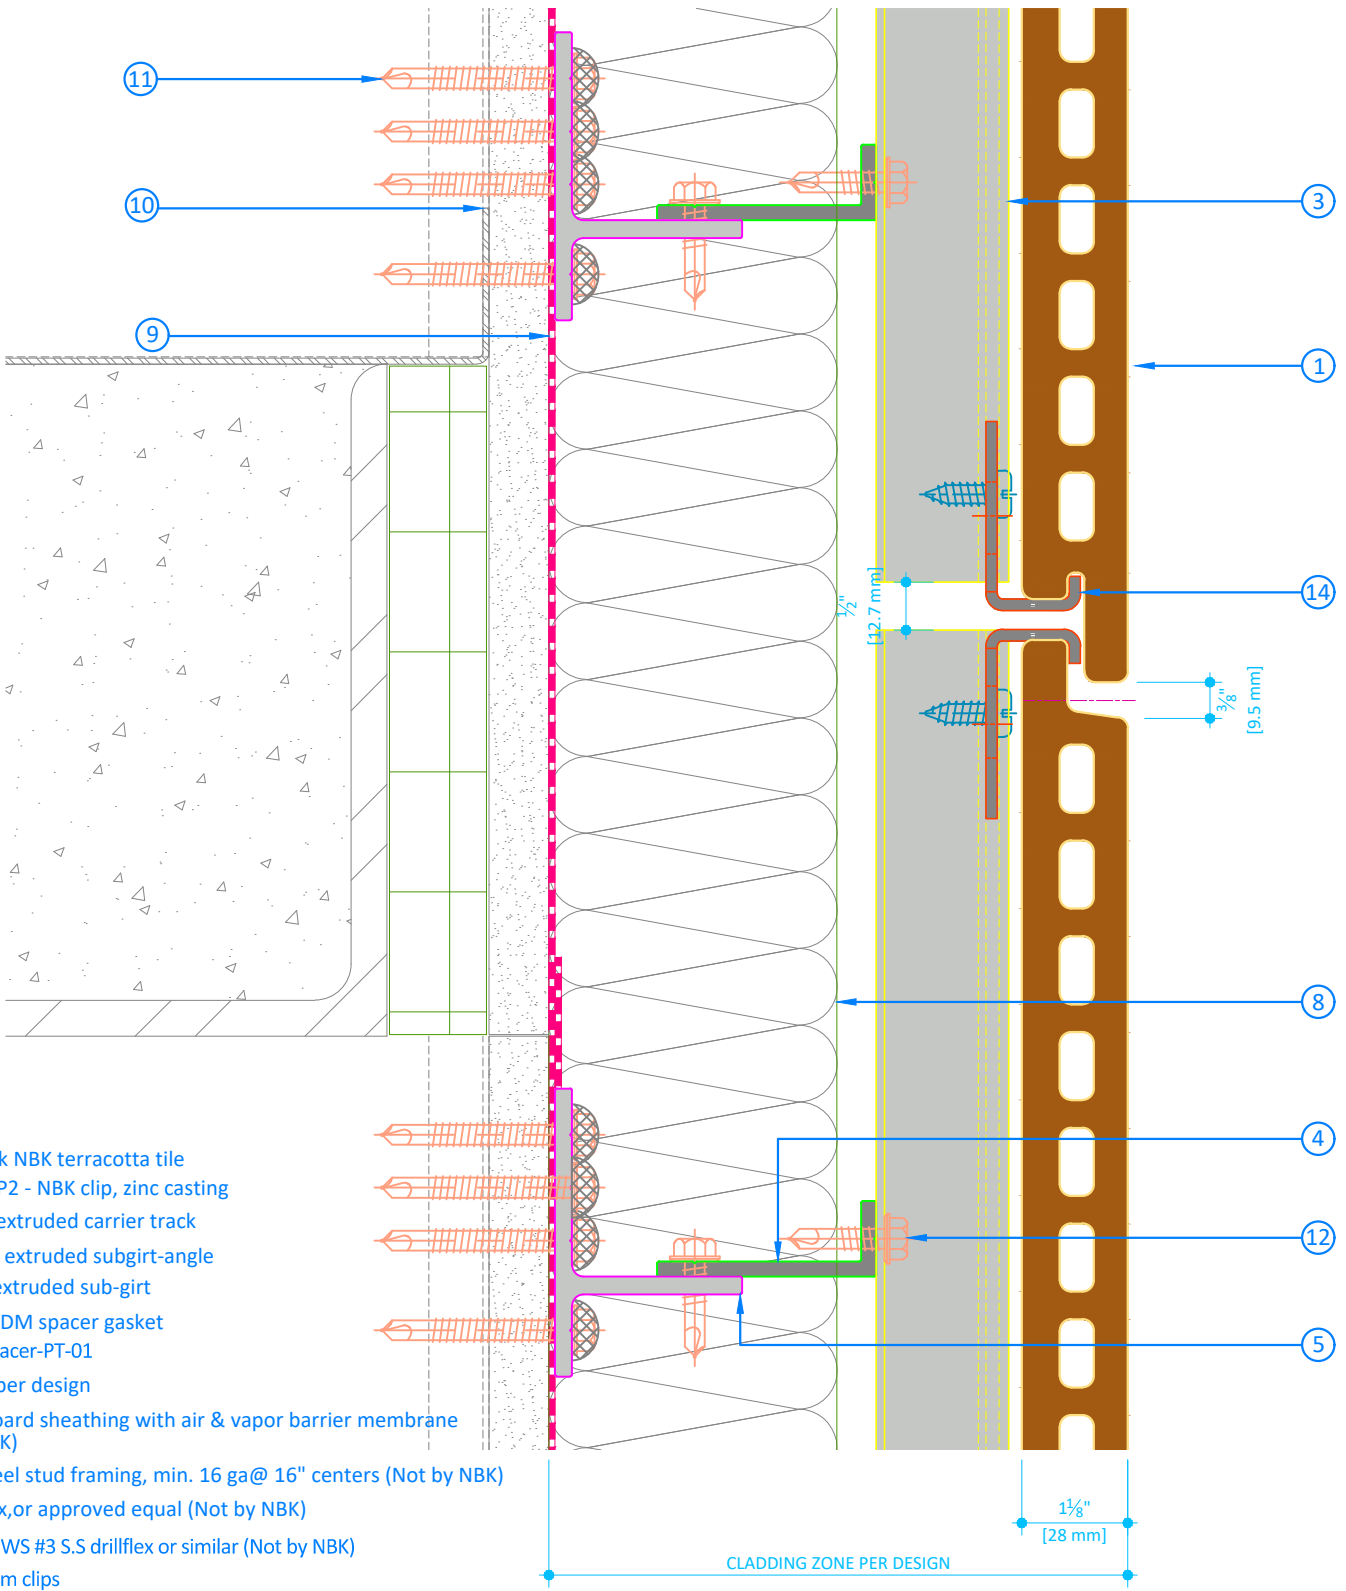 11
10
9
3
1
14
8
4
12
5
1/2"
[12.7 mm]
3/8"
[9.5 mm]
k NBK terracotta tile
P2 - NBK clip, zinc casting
extruded carrier track
extruded subgirt-angle
extruded sub-girt
DM spacer gasket
acer-PT-01
per design
oard sheathing with air & vapor barrier membrane
K)
eel stud framing, min. 16 ga@ 16" centers (Not by NBK)
x,or approved equal (Not by NBK)
WS #3 S.S drillflex or similar (Not by NBK)
m clips
1 1/8"
[28 mm]
CLADDING ZONE PER DESIGN